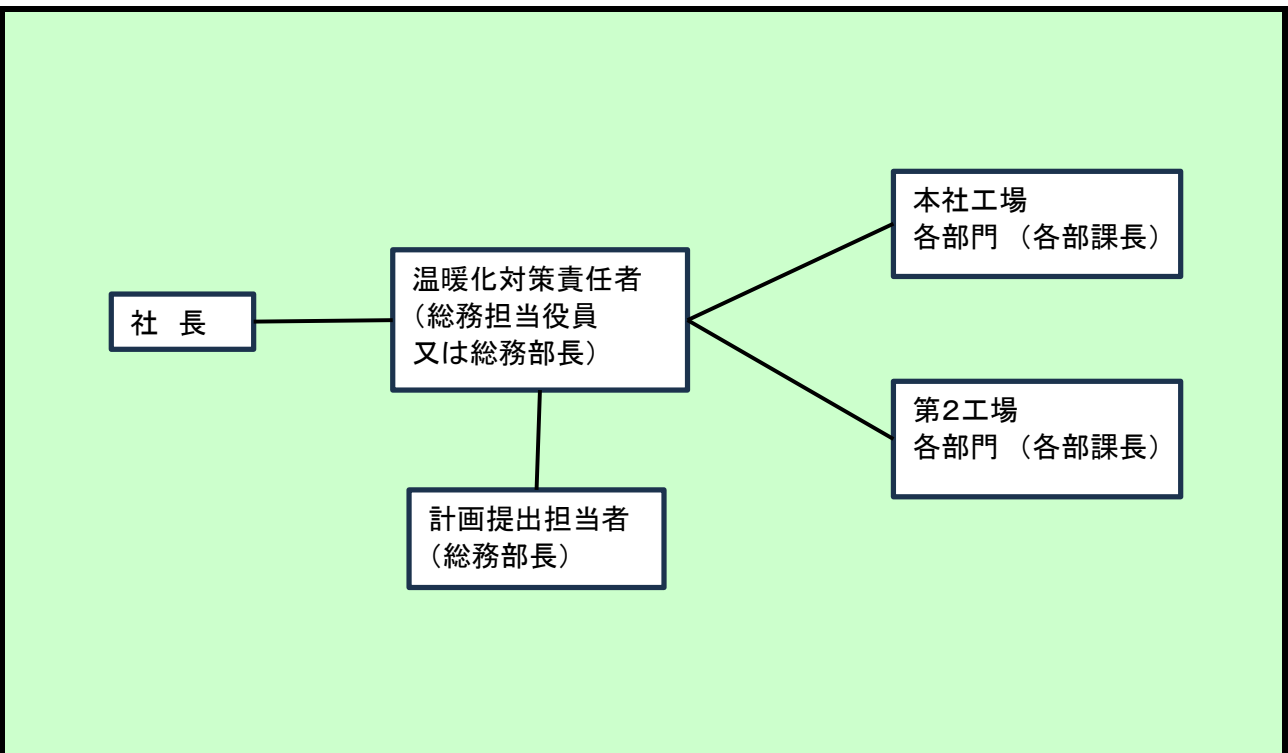 社 長
温暖化対策責任者
（総務担当役員
又は総務部長）
計画提出担当者
（総務部長）
本社工場
各部門 （各部課長）
第２工場
各部門 （各部課長）